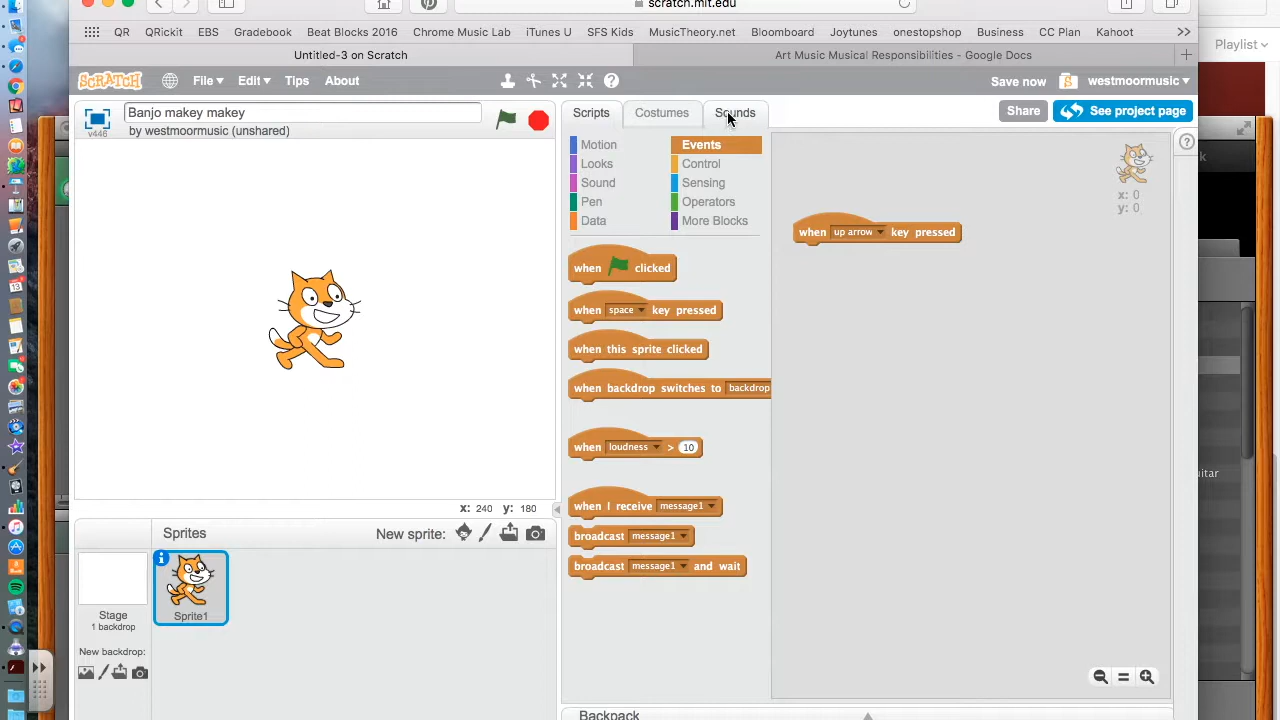 scratch.mit.edu
Playlist
QR QRickit EBS Gradebook Beat Blocks 2016 Chrome Music Lab iTunes U SFS Kids MusicTheory.net Bloomboard Joytunes onestopshop Business CC Plan Kahoot >>
Untitled-3 on Scratch Art Music Musical Responsibilities - Google Docs +
SCRATCH File Edit Tips About ? Save now westmoormusic
Banjo makey makey
by westmoormusic (unshared)
v446
Scripts Costumes Sounds Share See project page
Motion Events
Looks Control
Sound Sensing
Pen Operators
Data More Blocks
x: 0
y: 0
when up arrow key pressed
when clicked
when space key pressed
when this sprite clicked
when backdrop switches to backdrop
when loudness > 10
when I receive message1
broadcast message1
broadcast message1 and wait
x: 240 y: 180
Sprites New sprite:
Stage
1 backdrop
Sprite1
New backdrop:
Backpack